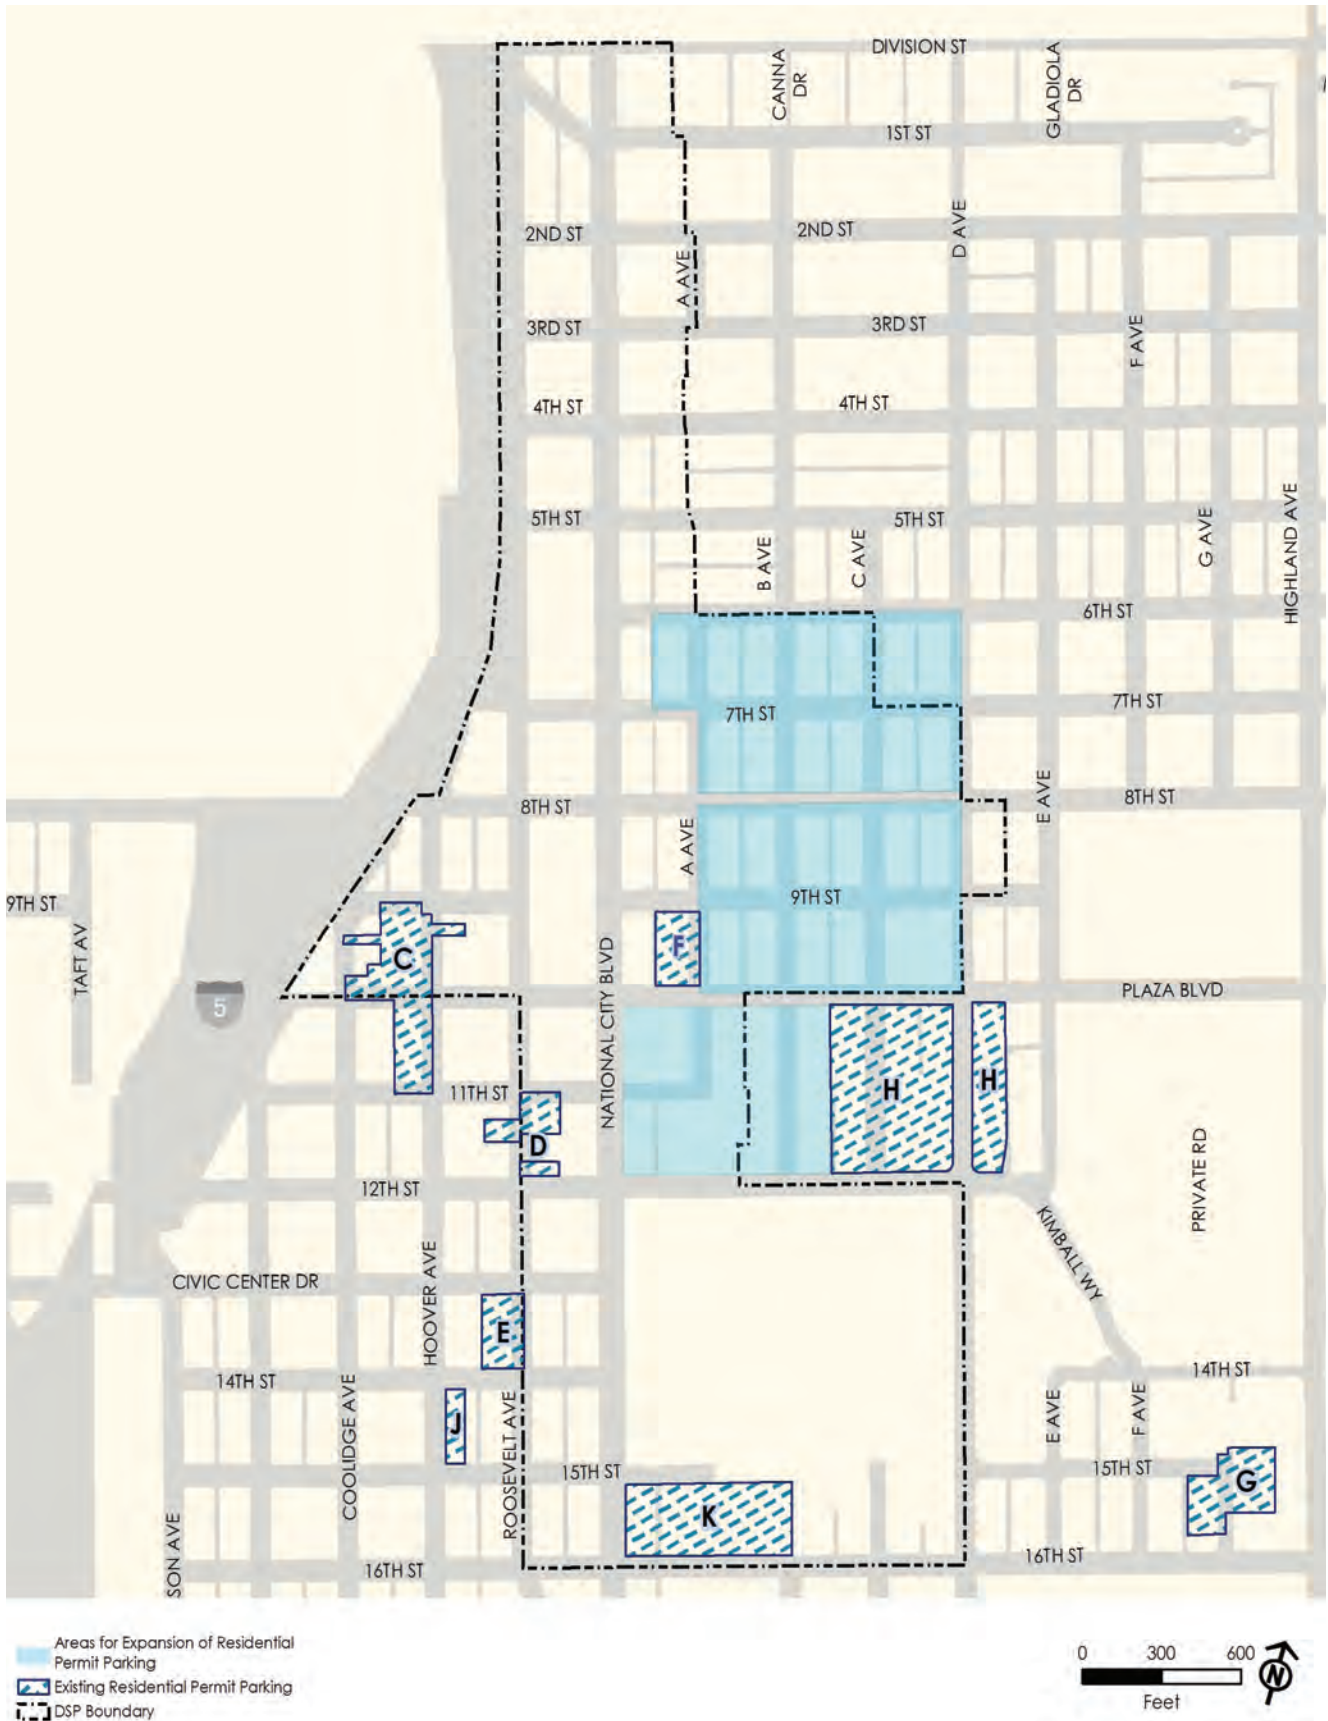 DIVISION ST
CANNA
DR
GLADIOLA
DR
1ST ST
D AVE
2ND ST
2ND ST
A AVE
3RD ST
3RD ST
F AVE
4TH ST
4TH ST
5TH ST
5TH ST
B AVE
C AVE
G AVE
HIGHLAND AVE
6TH ST
7TH ST
7TH ST
E AVE
8TH ST
8TH ST
A AVE
9TH ST
9TH ST
TAFT AV
C
F
NATIONAL CITY BLVD
PLAZA BLVD
5
11TH ST
H
H
D
12TH ST
PRIVATE RD
KIMBALL WY
CIVIC CENTER DR
HOOVER AVE
E
14TH ST
14TH ST
COOLIDGE AVE
J
ROOSEVELT AVE
E AVE
F AVE
15TH ST
15TH ST
G
K
SON AVE
16TH ST
16TH ST
Areas for Expansion of Residential
Permit Parking
Existing Residential Permit Parking
DSP Boundary
0 300 600
Feet
N